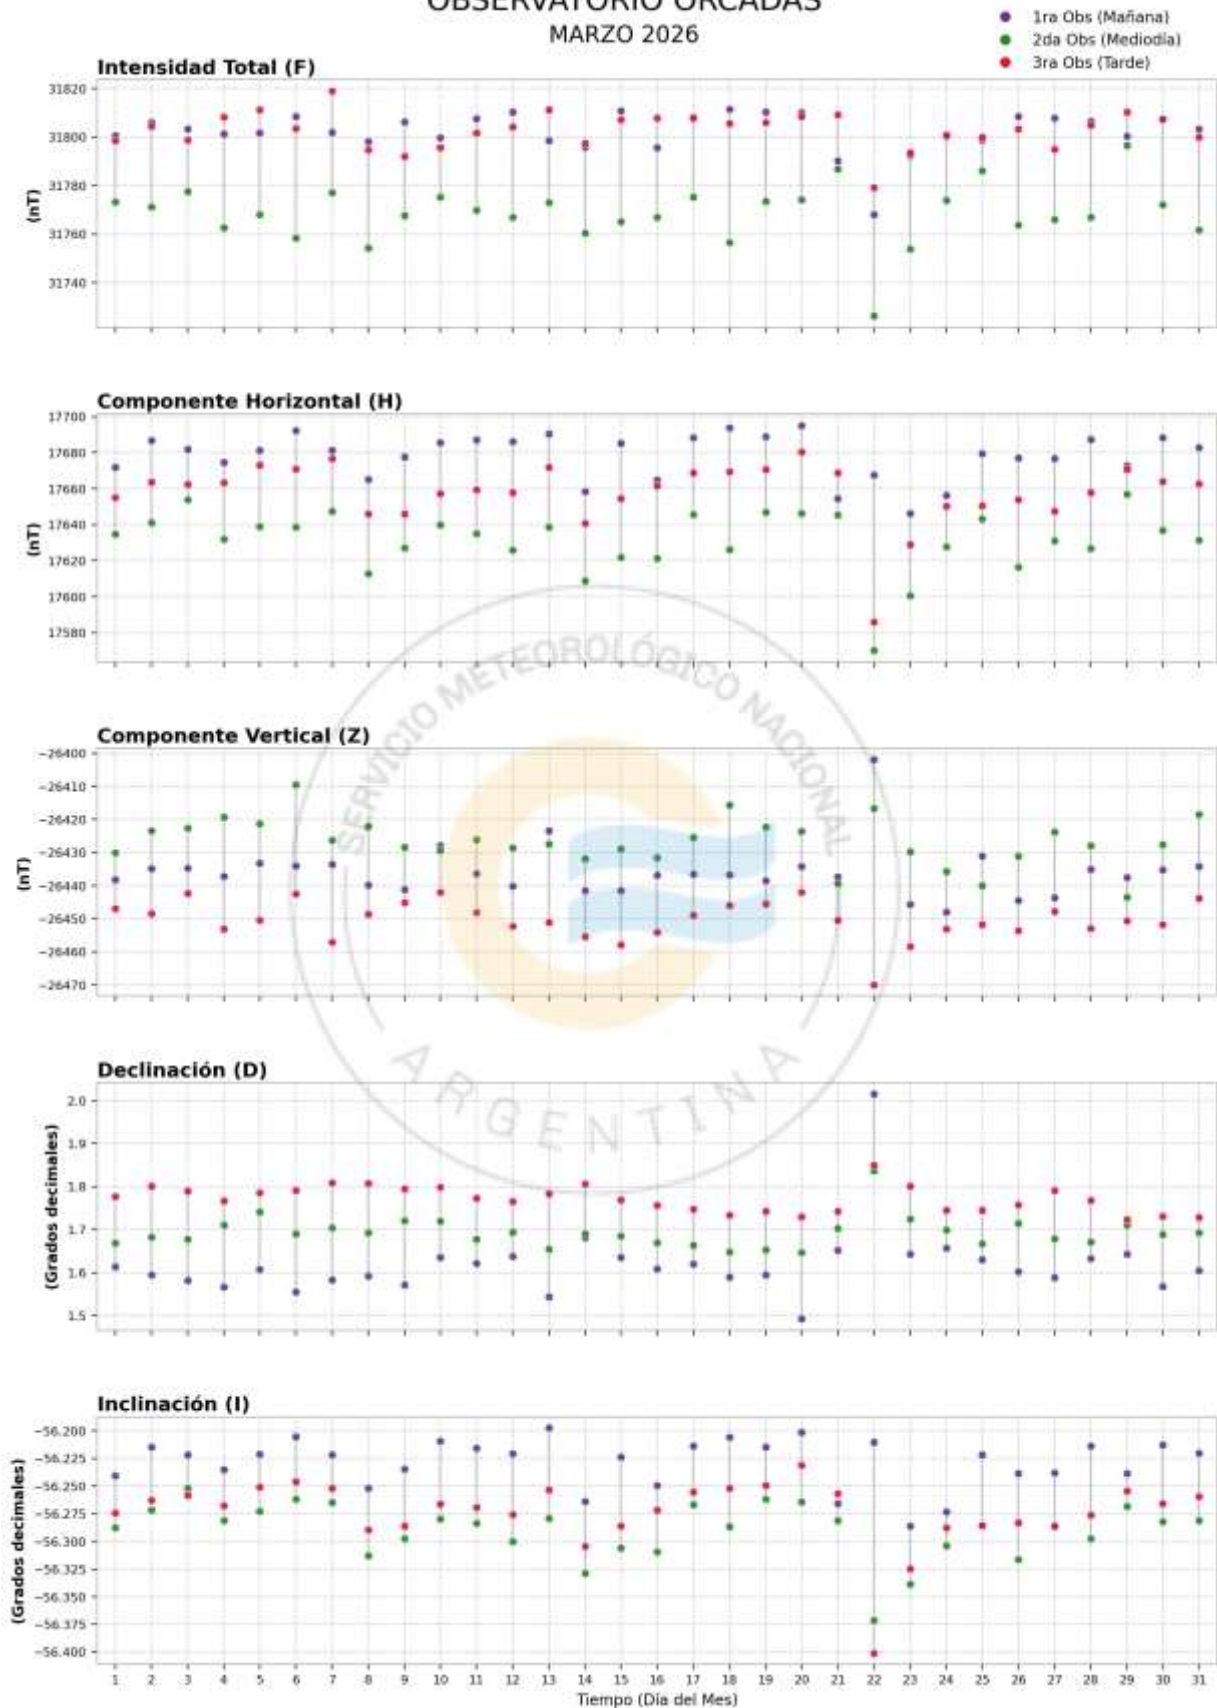 OBSERVATORIO ORCADAS
MARZO 2026
1ra Obs (Mañana)
2da Obs (Mediodía)
3ra Obs (Tarde)
Intensidad Total (F)
31820
31800
31780
31760
31740
(nT)
Componente Horizontal (H)
17700
17680
17660
17640
17620
17600
17580
(nT)
Componente Vertical (Z)
−26400
−26410
−26420
−26430
−26440
−26450
−26460
−26470
(nT)
Declinación (D)
2.0
1.9
1.8
1.7
1.6
1.5
(Grados decimales)
Inclinación (I)
−56.200
−56.225
−56.250
−56.275
−56.300
−56.325
−56.350
−56.375
−56.400
(Grados decimales)
1 2 3 4 5 6 7 8 9 10 11 12 13 14 15 16 17 18 19 20 21 22 23 24 25 26 27 28 29 30 31
Tiempo (Día del Mes)
SERVICIO METEOROLÓGICO NACIONAL
ARGENTINA